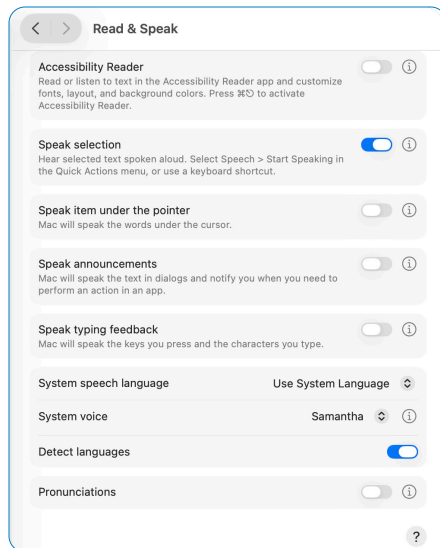 Read & Speak
Accessibility Reader
Read or listen to text in the Accessibility Reader app and customize
fonts, layout, and background colors. Press ⌘⎋ to activate
Accessibility Reader.
Speak selection
Hear selected text spoken aloud. Select Speech > Start Speaking in
the Quick Actions menu, or use a keyboard shortcut.
Speak item under the pointer
Mac will speak the words under the cursor.
Speak announcements
Mac will speak the text in dialogs and notify you when you need to
perform an action in an app.
Speak typing feedback
Mac will speak the keys you press and the characters you type.
System speech language Use System Language
System voice Samantha
Detect languages
Pronunciations
?